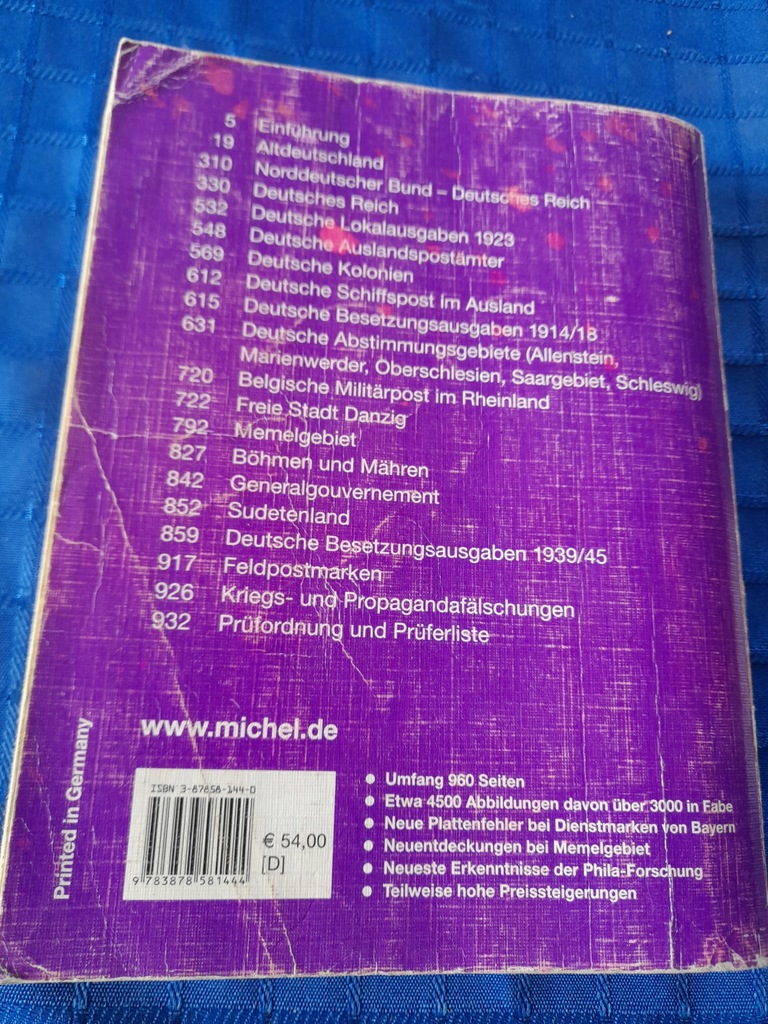 5 Einführung
19 Altdeutschland
310 Norddeutscher Bund – Deutsches Reich
330 Deutsches Reich
532 Deutsche Lokalausgaben 1923
548 Deutsche Auslandspostämter
569 Deutsche Kolonien
612 Deutsche Schiffspost im Ausland
615 Deutsche Besetzungsausgaben 1914/18
631 Deutsche Abstimmungsgebiete (Allenstein,
Marienwerder, Oberschlesien, Saargebiet, Schleswig)
720 Belgische Militärpost im Rheinland
722 Freie Stadt Danzig
792 Memelgebiet
827 Böhmen und Mähren
842 Generalgouvernement
852 Sudetenland
859 Deutsche Besetzungsausgaben 1939/45
917 Feldpostmarken
926 Kriegs- und Propagandafälschungen
932 Prüfordnung und Prüferliste
www.michel.de
Printed in Germany
ISBN 3-87858-144-0
9 783878 581444
€ 54,00
[D]
● Umfang 960 Seiten
● Etwa 4500 Abbildungen davon über 3000 in Fabe
● Neue Plattenfehler bei Dienstmarken von Bayern
● Neuentdeckungen bei Memelgebiet
● Neueste Erkenntnisse der Phila-Forschung
● Teilweise hohe Preissteigerungen